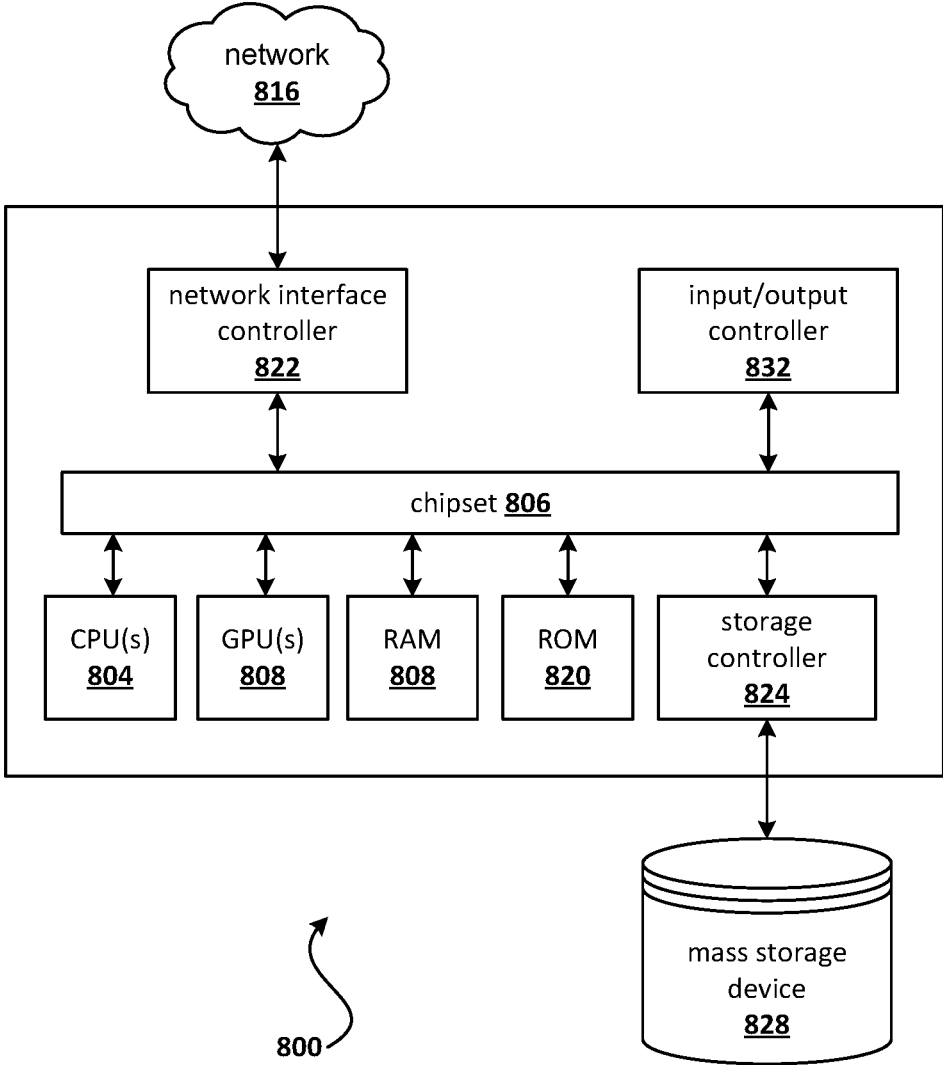 network
816
network interface
controller
822
input/output
controller
832
chipset 806
CPU(s)
804
GPU(s)
808
RAM
808
ROM
820
storage
controller
824
mass storage
device
828
800